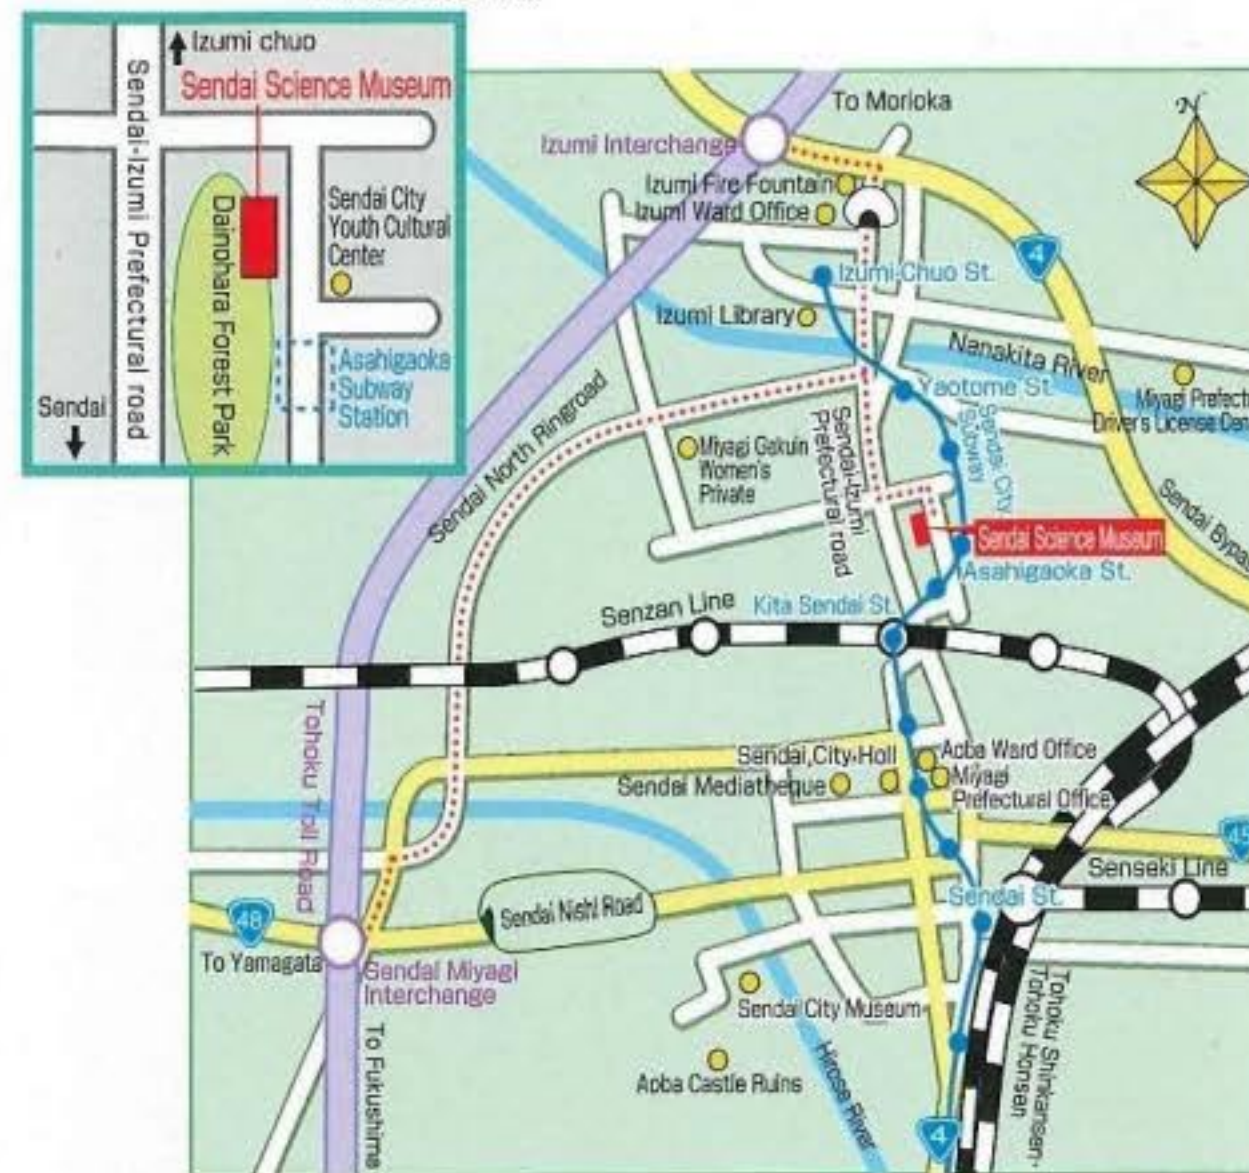 Izumi chuo
Sendai Science Museum
Sendai-Izumi Prefectural road
Dainohara Forest Park
Sendai City
Youth Cultural
Center
Asahigaoka
Subway
Station
Sendai
To Morioka
N
Izumi Interchange
Izumi Fire Fountain
Izumi Ward Office
4
Izumi-Chuo St.
Izumi Library
Nanakita River
Yaotome St.
Miyagi Prefect
Driver's License Cen
Sendai North Ringroad
Miyagi Gakuin
Women's
Private
Sendai-Izumi
Prefectural road
Sendai City
Subway
Sendai Bypas
Sendai Science Museum
Asahigaoka St.
Senzan Line
Kita Sendai St.
Tohoku Toll Road
Sendai City Holl
Aoba Ward Office
Sendai Mediatheque
Miyagi
Prefectural Office
45
Senseki Line
Sendai St.
48
Sendai Nishi Road
To Yamagata
Sendai Miyagi
Interchange
Sendai City Museum
Aoba Castle Ruins
To Fukushima
Hirose River
Tohoku Shinkansen·
Tohoku Honsen
4